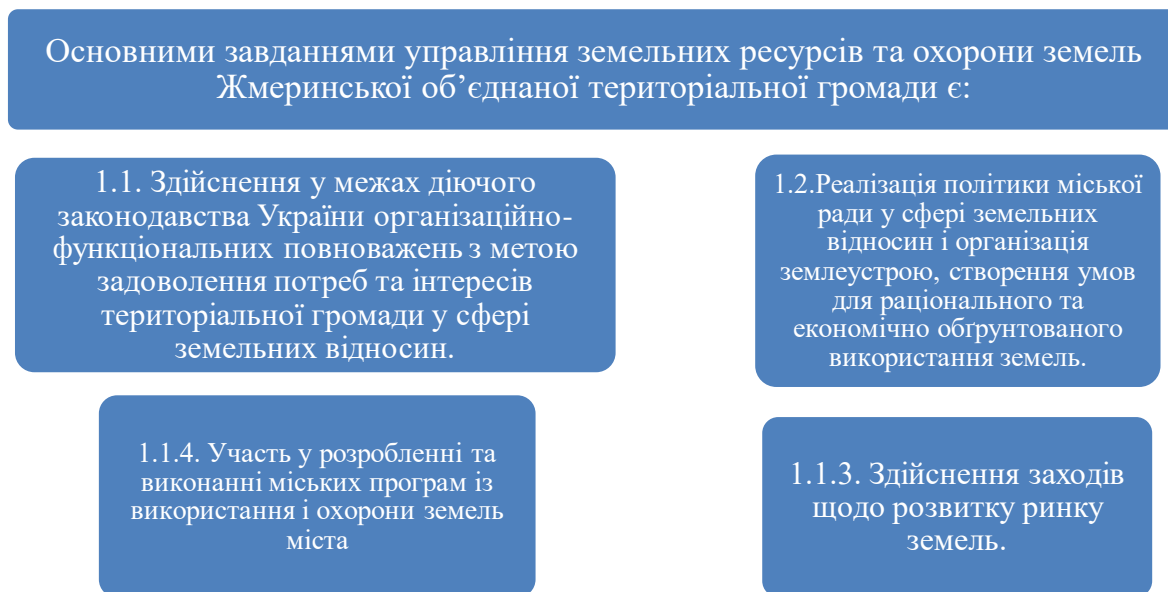 Основними завданнями управління земельних ресурсів та охорони земель
Жмеринської об’єднаної територіальної громади є:
1.1. Здійснення у межах діючого
законодавства України організаційно-
функціональних повноважень з метою
задоволення потреб та інтересів
територіальної громади у сфері
земельних відносин.
1.2.Реалізація політики міської
ради у сфері земельних
відносин і організація
землеустрою, створення умов
для раціонального та
економічно обґрунтованого
використання земель.
1.1.4. Участь у розробленні та
виконанні міських програм із
використання і охорони земель
міста
1.1.3. Здійснення заходів
щодо розвитку ринку
земель.